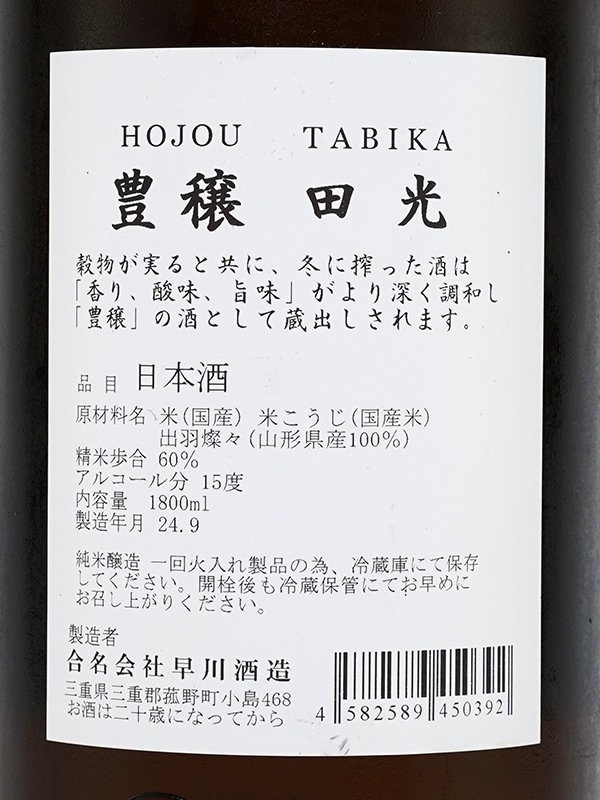 HOJOU TABIKA
豊穣 田光
穀物が実ると共に、冬に搾った酒は
「香り、酸味、旨味」がより深く調和し
「豊穣」の酒として蔵出しされます。
品目 日本酒
原材料名 米(国産) 米こうじ(国産米)
出羽燦々(山形県産100%)
精米歩合 60%
アルコール分 15度
内容量 1800ml
製造年月 24.9
純米醸造 一回火入れ製品の為、冷蔵庫にて保存
してください。開栓後も冷蔵保管にてお早めに
お召し上がりください。
製造者
合名会社早川酒造
三重県三重郡菰野町小島468
お酒は二十歳になってから
4 582589 450392